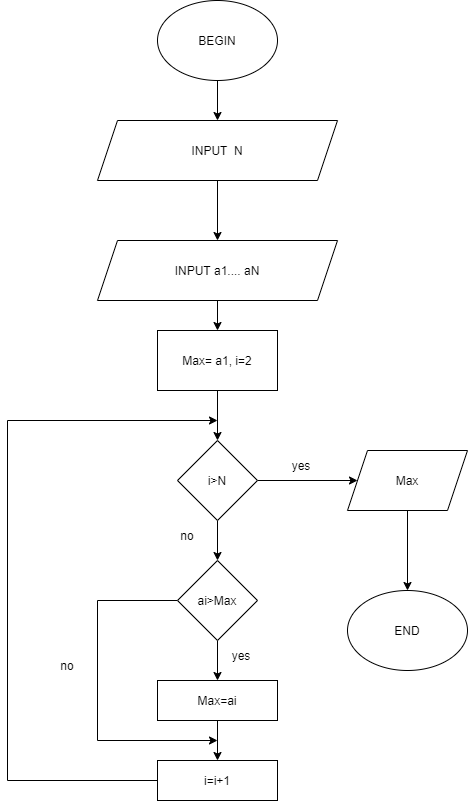 BEGIN
INPUT N
INPUT a1.... aN
Max= a1, i=2
i>N
yes
Max
no
ai>Max
END
yes
no
Max=ai
i=i+1